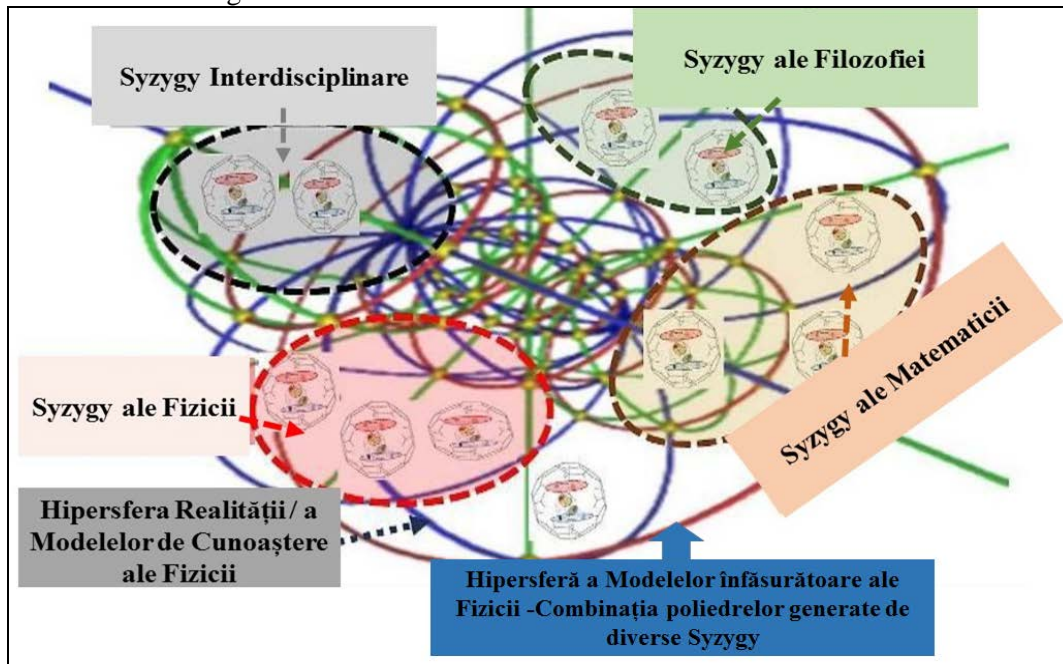 Syzygy Interdisciplinare
Syzygy ale Filozofiei
Syzygy ale Fizicii
Syzygy ale Matematicii
Hipersfera Realității / a
Modelelor de Cunoaștere
ale Fizicii
Hipersferă a Modelelor înfăsurătoare ale
Fizicii -Combinația poliedrelor generate de
diverse Syzygy